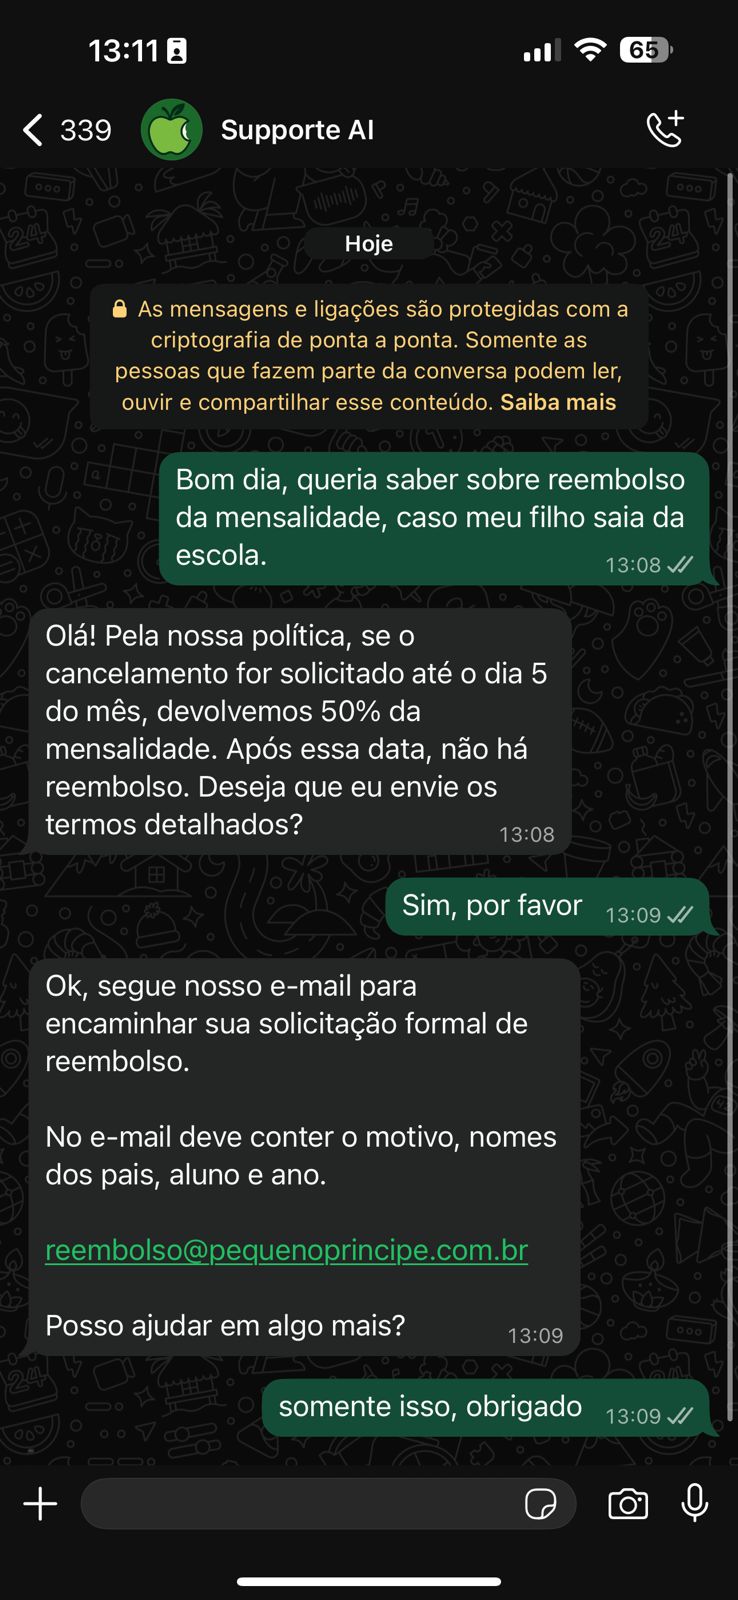 13:11
65
339
Supporte AI
Hoje
As mensagens e ligações são protegidas com a
criptografia de ponta a ponta. Somente as
pessoas que fazem parte da conversa podem ler,
ouvir e compartilhar esse conteúdo. Saiba mais
Bom dia, queria saber sobre reembolso
da mensalidade, caso meu filho saia da
escola.
13:08
Olá! Pela nossa política, se o
cancelamento for solicitado até o dia 5
do mês, devolvemos 50% da
mensalidade. Após essa data, não há
reembolso. Deseja que eu envie os
termos detalhados?
13:08
Sim, por favor
13:09
Ok, segue nosso e-mail para
encaminhar sua solicitação formal de
reembolso.
No e-mail deve conter o motivo, nomes
dos pais, aluno e ano.
reembolso@pequenoprincipe.com.br
Posso ajudar em algo mais?
13:09
somente isso, obrigado
13:09